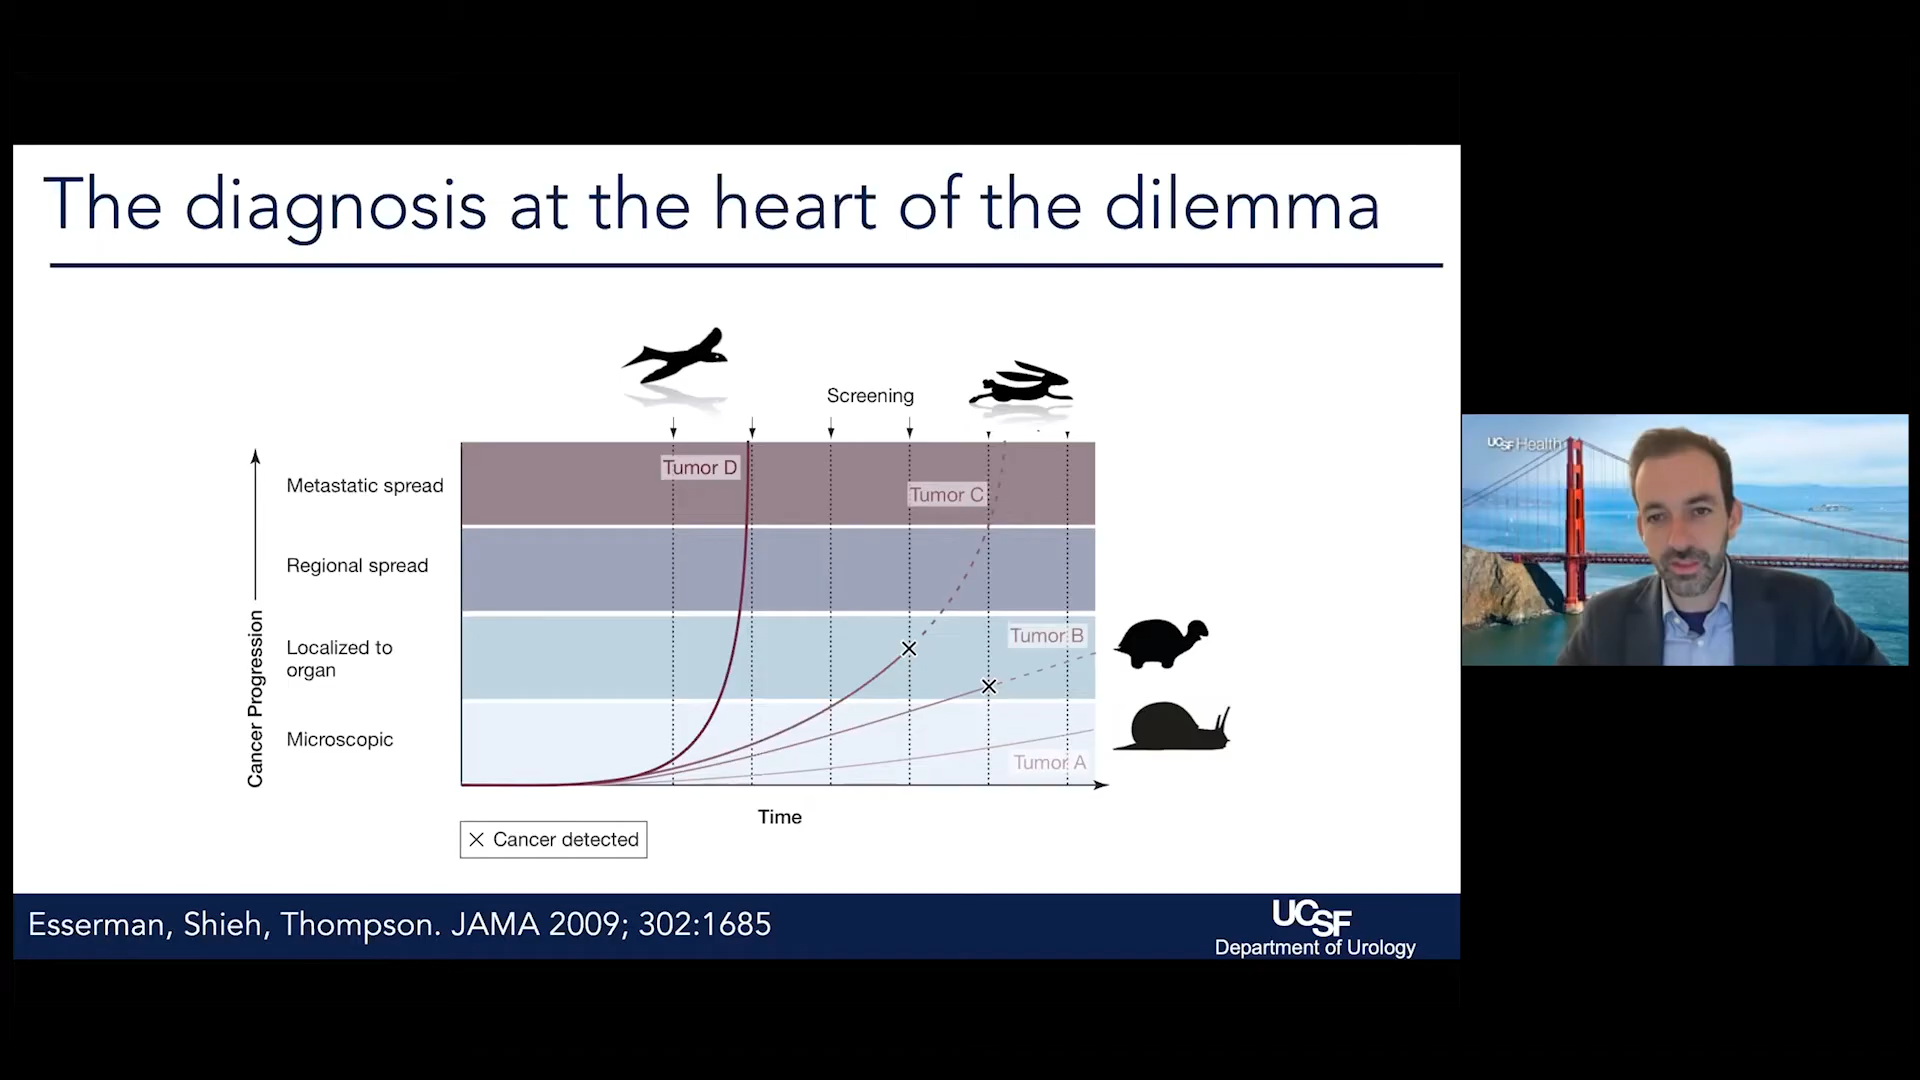 The diagnosis at the heart of the dilemma
Screening
Metastatic spread
Regional spread
Localized to
organ
Microscopic
Cancer Progression
Tumor D
Tumor C
Tumor B
Tumor A
Time
× Cancer detected
Esserman, Shieh, Thompson. JAMA 2009; 302:1685
UCSF
Department of Urology
UCSF Health